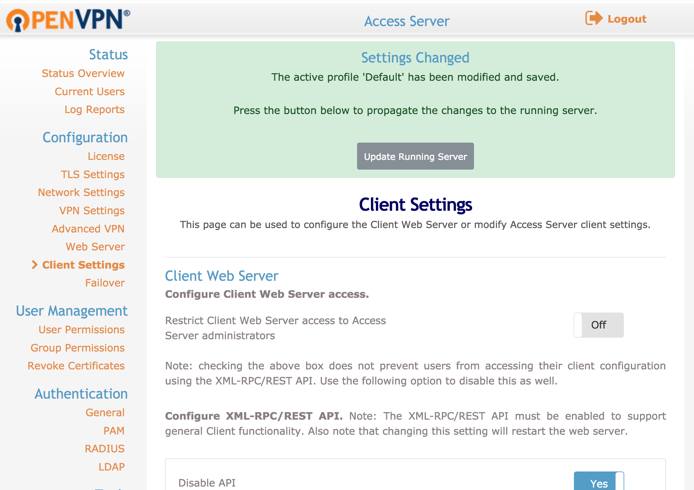 OPENVPN®
Access Server
Logout
Status
Status Overview
Current Users
Log Reports
Configuration
License
TLS Settings
Network Settings
VPN Settings
Advanced VPN
Web Server
Client Settings
Failover
User Management
User Permissions
Group Permissions
Revoke Certificates
Authentication
General
PAM
RADIUS
LDAP
Settings Changed
The active profile 'Default' has been modified and saved.
Press the button below to propagate the changes to the running server.
Update Running Server
Client Settings
This page can be used to configure the Client Web Server or modify Access Server client settings.
Client Web Server
Configure Client Web Server access.
Restrict Client Web Server access to Access
Server administrators
Off
Note: checking the above box does not prevent users from accessing their client configuration
using the XML-RPC/REST API. Use the following option to disable this as well.
Configure XML-RPC/REST API. Note: The XML-RPC/REST API must be enabled to support
general Client functionality. Also note that changing this setting will restart the web server.
Disable API
Yes